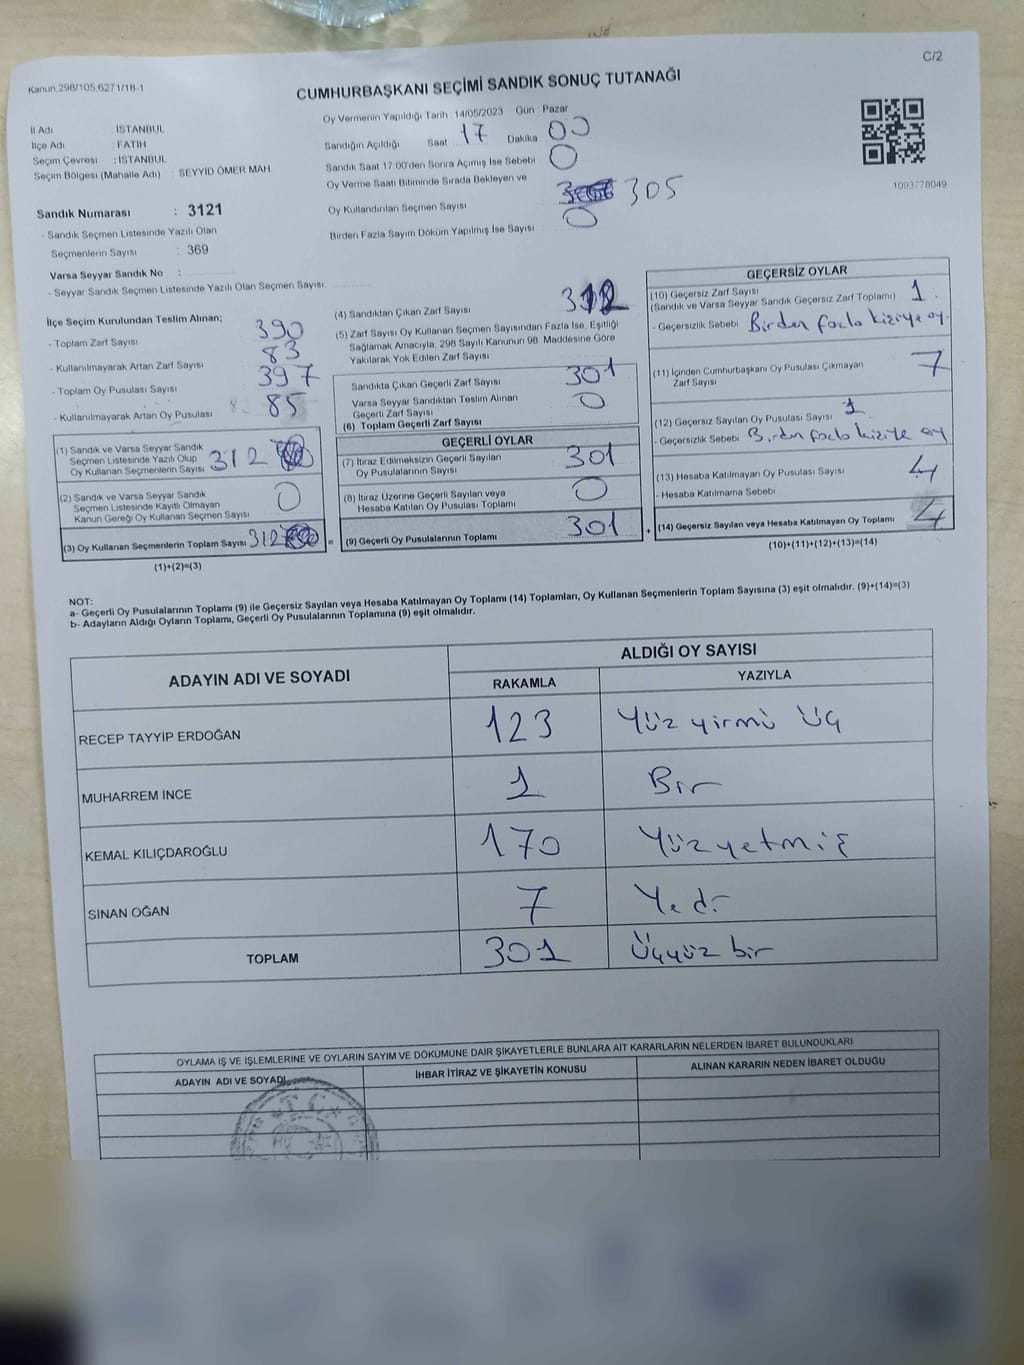 C/2
Kanun:298/105,6271/18-1
CUMHURBAŞKANI SEÇİMİ SANDIK SONUÇ TUTANAĞI
İl Adı : İSTANBUL
İlçe Adı : FATİH
Seçim Çevresi : İSTANBUL
Seçim Bölgesi (Mahalle Adı) : SEYYİD ÖMER MAH.
Oy Vermenin Yapıldığı Tarih :14/05/2023 Gün : Pazar
Sandığın Açıldığı Saat : 17 Dakika : 00
Sandık Saat 17:00'den Sonra Açılmış İse Sebebi : 0
Oy Verme Saati Bitiminde Sırada Bekleyen ve
Oy Kullandırılan Seçmen Sayısı : 305
Birden Fazla Sayım Döküm Yapılmış İse Sayısı : 0
1093778049
Sandık Numarası : 3121
- Sandık Seçmen Listesinde Yazılı Olan
Seçmenlerin Sayısı : 369
Varsa Seyyar Sandık No :
- Seyyar Sandık Seçmen Listesinde Yazılı Olan Seçmen Sayısı:
İlçe Seçim Kurulundan Teslim Alınan;
- Toplam Zarf Sayısı : 390
- Kullanılmayarak Artan Zarf Sayısı : 83
- Toplam Oy Pusulası Sayısı : 397
- Kullanılmayarak Artan Oy Pusulası : 85
(1) Sandık ve Varsa Seyyar Sandık
Seçmen Listesinde Yazılı Olup
Oy Kullanan Seçmenlerin Sayısı 312
(2) Sandık ve Varsa Seyyar Sandık
Seçmen Listesinde Kayıtlı Olmayan
Kanun Gereği Oy Kullanan Seçmen Sayısı 0
(3) Oy Kullanan Seçmenlerin Toplam Sayısı 312 =
(1)+(2)=(3)
(4) Sandıktan Çıkan Zarf Sayısı 312
(5) Zarf Sayısı Oy Kullanan Seçmen Sayısından Fazla İse, Eşitliği
Sağlamak Amacıyla, 298 Sayılı Kanunun 98. Maddesine Göre
Yakılarak Yok Edilen Zarf Sayısı
Sandıkta Çıkan Geçerli Zarf Sayısı 301
Varsa Seyyar Sandıktan Teslim Alınan
Geçerli Zarf Sayısı 0
(6) Toplam Geçerli Zarf Sayısı
GEÇERLİ OYLAR
(7) İtiraz Edilmeksizin Geçerli Sayılan
Oy Pusulalarının Sayısı 301
(8) İtiraz Üzerine Geçerli Sayılan veya
Hesaba Katılan Oy Pusulası Toplamı 0
(9) Geçerli Oy Pusulalarının Toplamı 301 +
GEÇERSİZ OYLAR
(10) Geçersiz Zarf Sayısı
(Sandık ve Varsa Seyyar Sandık Geçersiz Zarf Toplamı) 1
- Geçersizlik Sebebi Birden fazla kişiye oy.
(11) İçinden Cumhurbaşkanı Oy Pusulası Çıkmayan
Zarf Sayısı 7
(12) Geçersiz Sayılan Oy Pusulası Sayısı 1
- Geçersizlik Sebebi Birden fazla kişiye oy
(13) Hesaba Katılmayan Oy Pusulası Sayısı 4
- Hesaba Katılmama Sebebi
(14) Geçersiz Sayılan veya Hesaba Katılmayan Oy Toplamı 4
(10)+(11)+(12)+(13)=(14)
NOT:
a- Geçerli Oy Pusulalarının Toplamı (9) ile Geçersiz Sayılan veya Hesaba Katılmayan Oy Toplamı (14) Toplamları, Oy Kullanan Seçmenlerin Toplam Sayısına (3) eşit olmalıdır. (9)+(14)=(3)
b- Adayların Aldığı Oyların Toplamı, Geçerli Oy Pusulalarının Toplamına (9) eşit olmalıdır.
ADAYIN ADI VE SOYADI
ALDIĞI OY SAYISI
RAKAMLA YAZIYLA
RECEP TAYYİP ERDOĞAN 123 Yüz yirmi üç
MUHARREM İNCE 1 Bir
KEMAL KILIÇDAROĞLU 170 Yüz yetmiş
SİNAN OĞAN 7 Yedi
TOPLAM 301 Üçyüz bir
OYLAMA İŞ VE İŞLEMLERİNE VE OYLARIN SAYIM VE DÖKÜMÜNE DAİR ŞİKAYETLERLE BUNLARA AİT KARARLARIN NELERDEN İBARET BULUNDUKLARI
ADAYIN ADI VE SOYADI İHBAR İTİRAZ VE ŞİKAYETİN KONUSU ALINAN KARARIN NEDEN İBARET OLDUĞU
T.C.